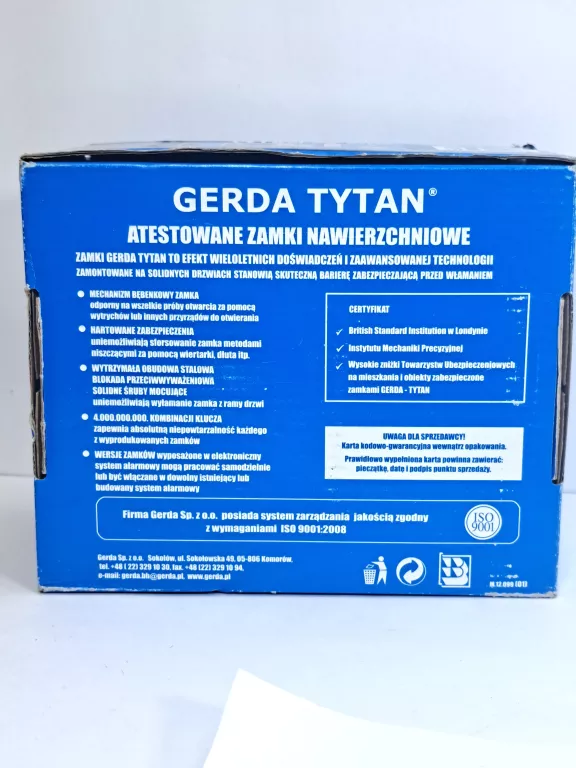 GERDA TYTAN®
ATESTOWANE ZAMKI NAWIERZCHNIOWE
ZAMKI GERDA TYTAN TO EFEKT WIELOLETNICH DOŚWIADCZEŃ I ZAAWANSOWANEJ TECHNOLOGII
ZAMONTOWANE NA SOLIDNYCH DRZWIACH STANOWIĄ SKUTECZNĄ BARIERĘ ZABEZPIECZAJĄCĄ PRZED WŁAMANIEM
MECHANIZM BĘBENKOWY ZAMKA
odporny na wszelkie próby otwarcia za pomocą
wytrychów lub innych przyrządów do otwierania
HARTOWANE ZABEZPIECZENIA
uniemożliwiają sforsowanie zamka metodami
niszczącymi za pomocą wiertarki, dłuta itp.
WYTRZYMAŁA OBUDOWA STALOWA
BLOKADA PRZECIWWYWAŻENIOWA
SOLIDNE ŚRUBY MOCUJĄCE
uniemożliwiają wyłamanie zamka z ramy drzwi
4.000.000.000. KOMBINACJI KLUCZA
zapewnia absolutną niepowtarzalność każdego
z wyprodukowanych zamków
WERSJE ZAMKÓW wyposażone w elektroniczny
system alarmowy mogą pracować samodzielnie
lub być włączane w dowolny istniejący lub
budowany system alarmowy
CERTYFIKAT
British Standard Institution w Londynie
Instytutu Mechaniki Precyzyjnej
Wysokie zniżki Towarzystw Ubezpieczeniowych
na mieszkania i obiekty zabezpieczone
zamkami GERDA - TYTAN
UWAGA DLA SPRZEDAWCY!
Karta kodowo-gwarancyjna wewnątrz opakowania.
Prawidłowo wypełniona karta powinna zawierać:
pieczątkę, datę i podpis punktu sprzedaży.
Firma Gerda Sp. z o.o. posiada system zarządzania jakością zgodny
z wymaganiami ISO 9001:2008
ISO
9001
Gerda Sp. z o.o. Sokołów, ul. Sokołowska 49, 05-806 Komorów,
tel. +48 ( 22) 329 10 30, fax. +48 (22) 329 10 94,
e-mail: gerda.bh@gerda.pl, www.gerda.pl
M.12.099 (01)